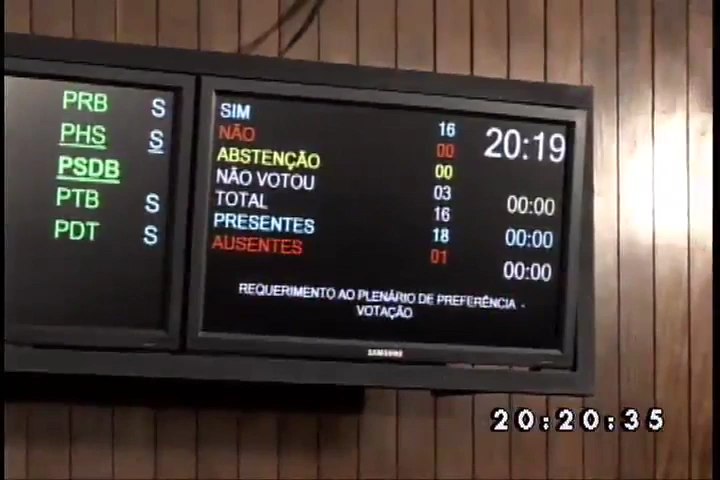 PRB S
PHS S
PSDB
PTB S
PDT S
SIM 16
NÃO 00
ABSTENÇÃO 00
NÃO VOTOU 03
TOTAL 16
PRESENTES 18
AUSENTES 01
20:19
00:00
00:00
00:00
REQUERIMENTO AO PLENÁRIO DE PREFERÊNCIA -
VOTAÇÃO
SAMSUNG
20:20:35